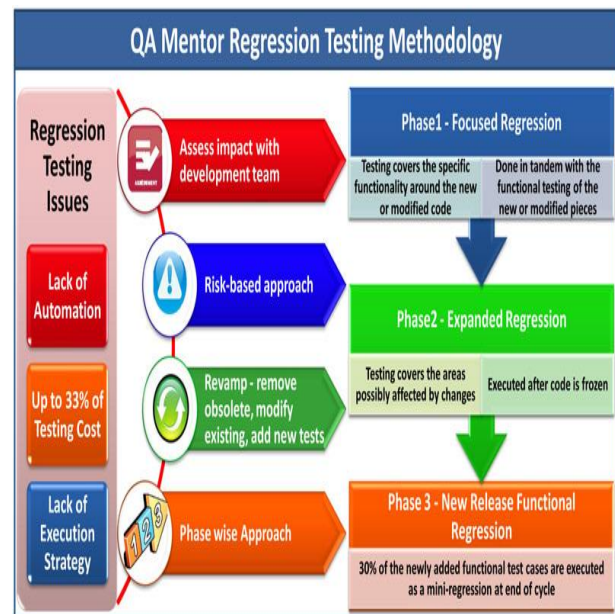 QA Mentor Regression Testing Methodology
Regression
Testing
Issues
Lack of
Automation
Up to 33% of
Testing Cost
Lack of
Execution
Strategy
Assess impact with
development team
Risk-based approach
Revamp - remove
obsolete, modify
existing, add new tests
1 2 3
Phase wise Approach
Phase1 - Focused Regression
Testing covers the specific
functionality around the new
or modified code
Done in tandem with the
functional testing of the
new or modified pieces
Phase2 - Expanded Regression
Testing covers the areas
possibly affected by changes
Executed after code is frozen
Phase 3 - New Release Functional
Regression
30% of the newly added functional test cases are executed
as a mini-regression at end of cycle